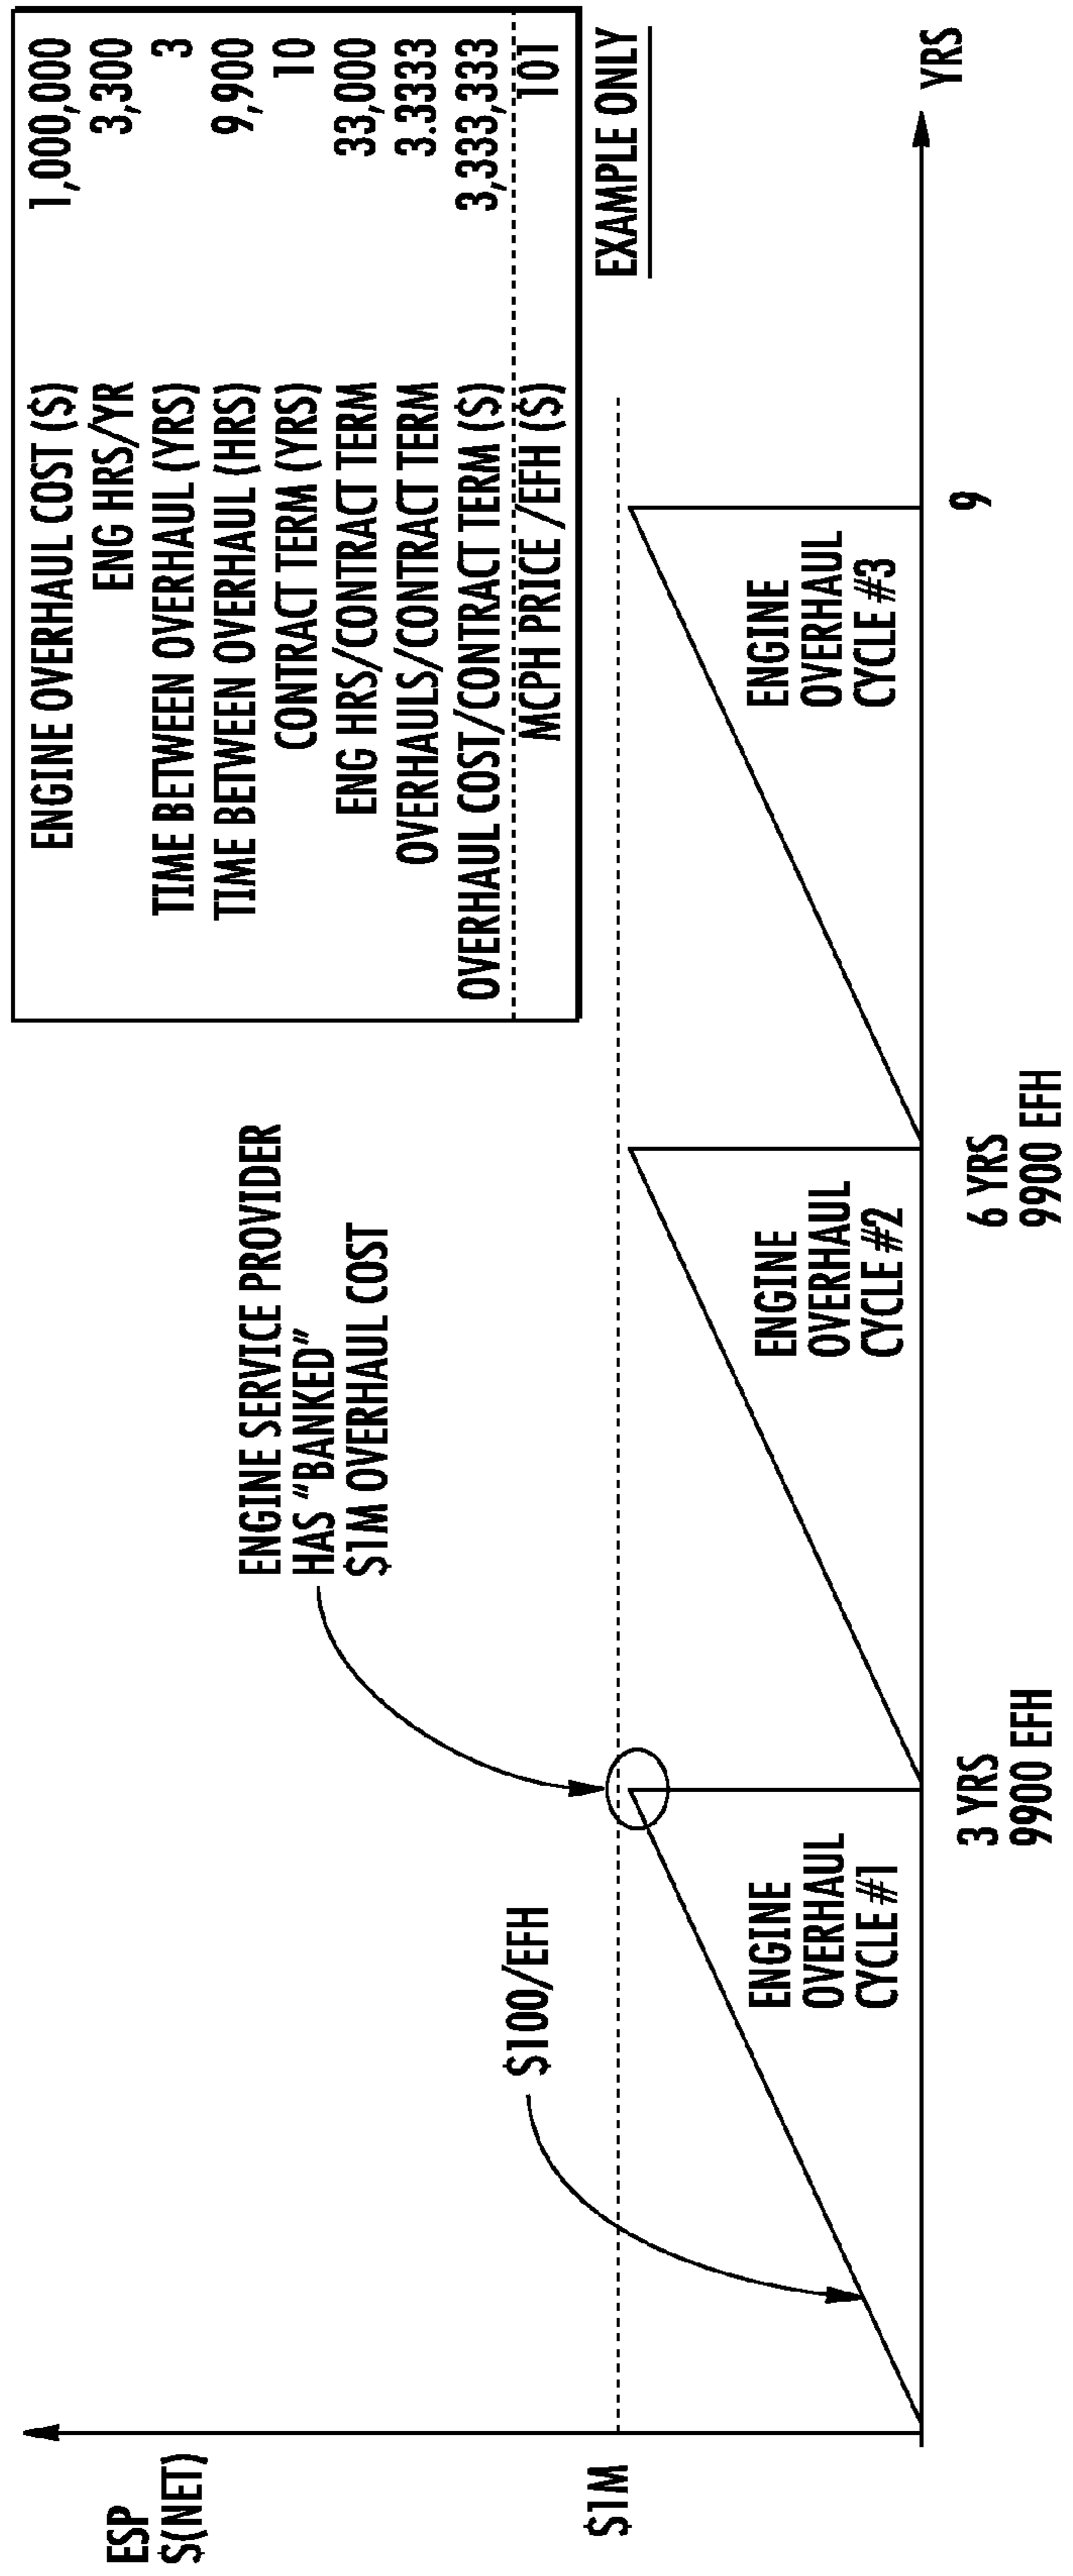 ESP
$(NET)
ENGINE SERVICE PROVIDER
HAS "BANKED"
$1M OVERHAUL COST
ENGINE OVERHAUL COST ($) 1,000,000
ENG HRS/YR 3,300
TIME BETWEEN OVERHAUL (YRS) 3
TIME BETWEEN OVERHAUL (HRS) 9,900
CONTRACT TERM (YRS) 10
ENG HRS/CONTRACT TERM 33,000
OVERHAULS/CONTRACT TERM 3.3333
OVERHAUL COST/CONTRACT TERM ($) 3,333,333
MCPH PRICE /EFH ($) 101
EXAMPLE ONLY
$100/EFH
$1M
ENGINE
OVERHAUL
CYCLE #1
ENGINE
OVERHAUL
CYCLE #2
ENGINE
OVERHAUL
CYCLE #3
3 YRS
9900 EFH
6 YRS
9900 EFH
9
YRS